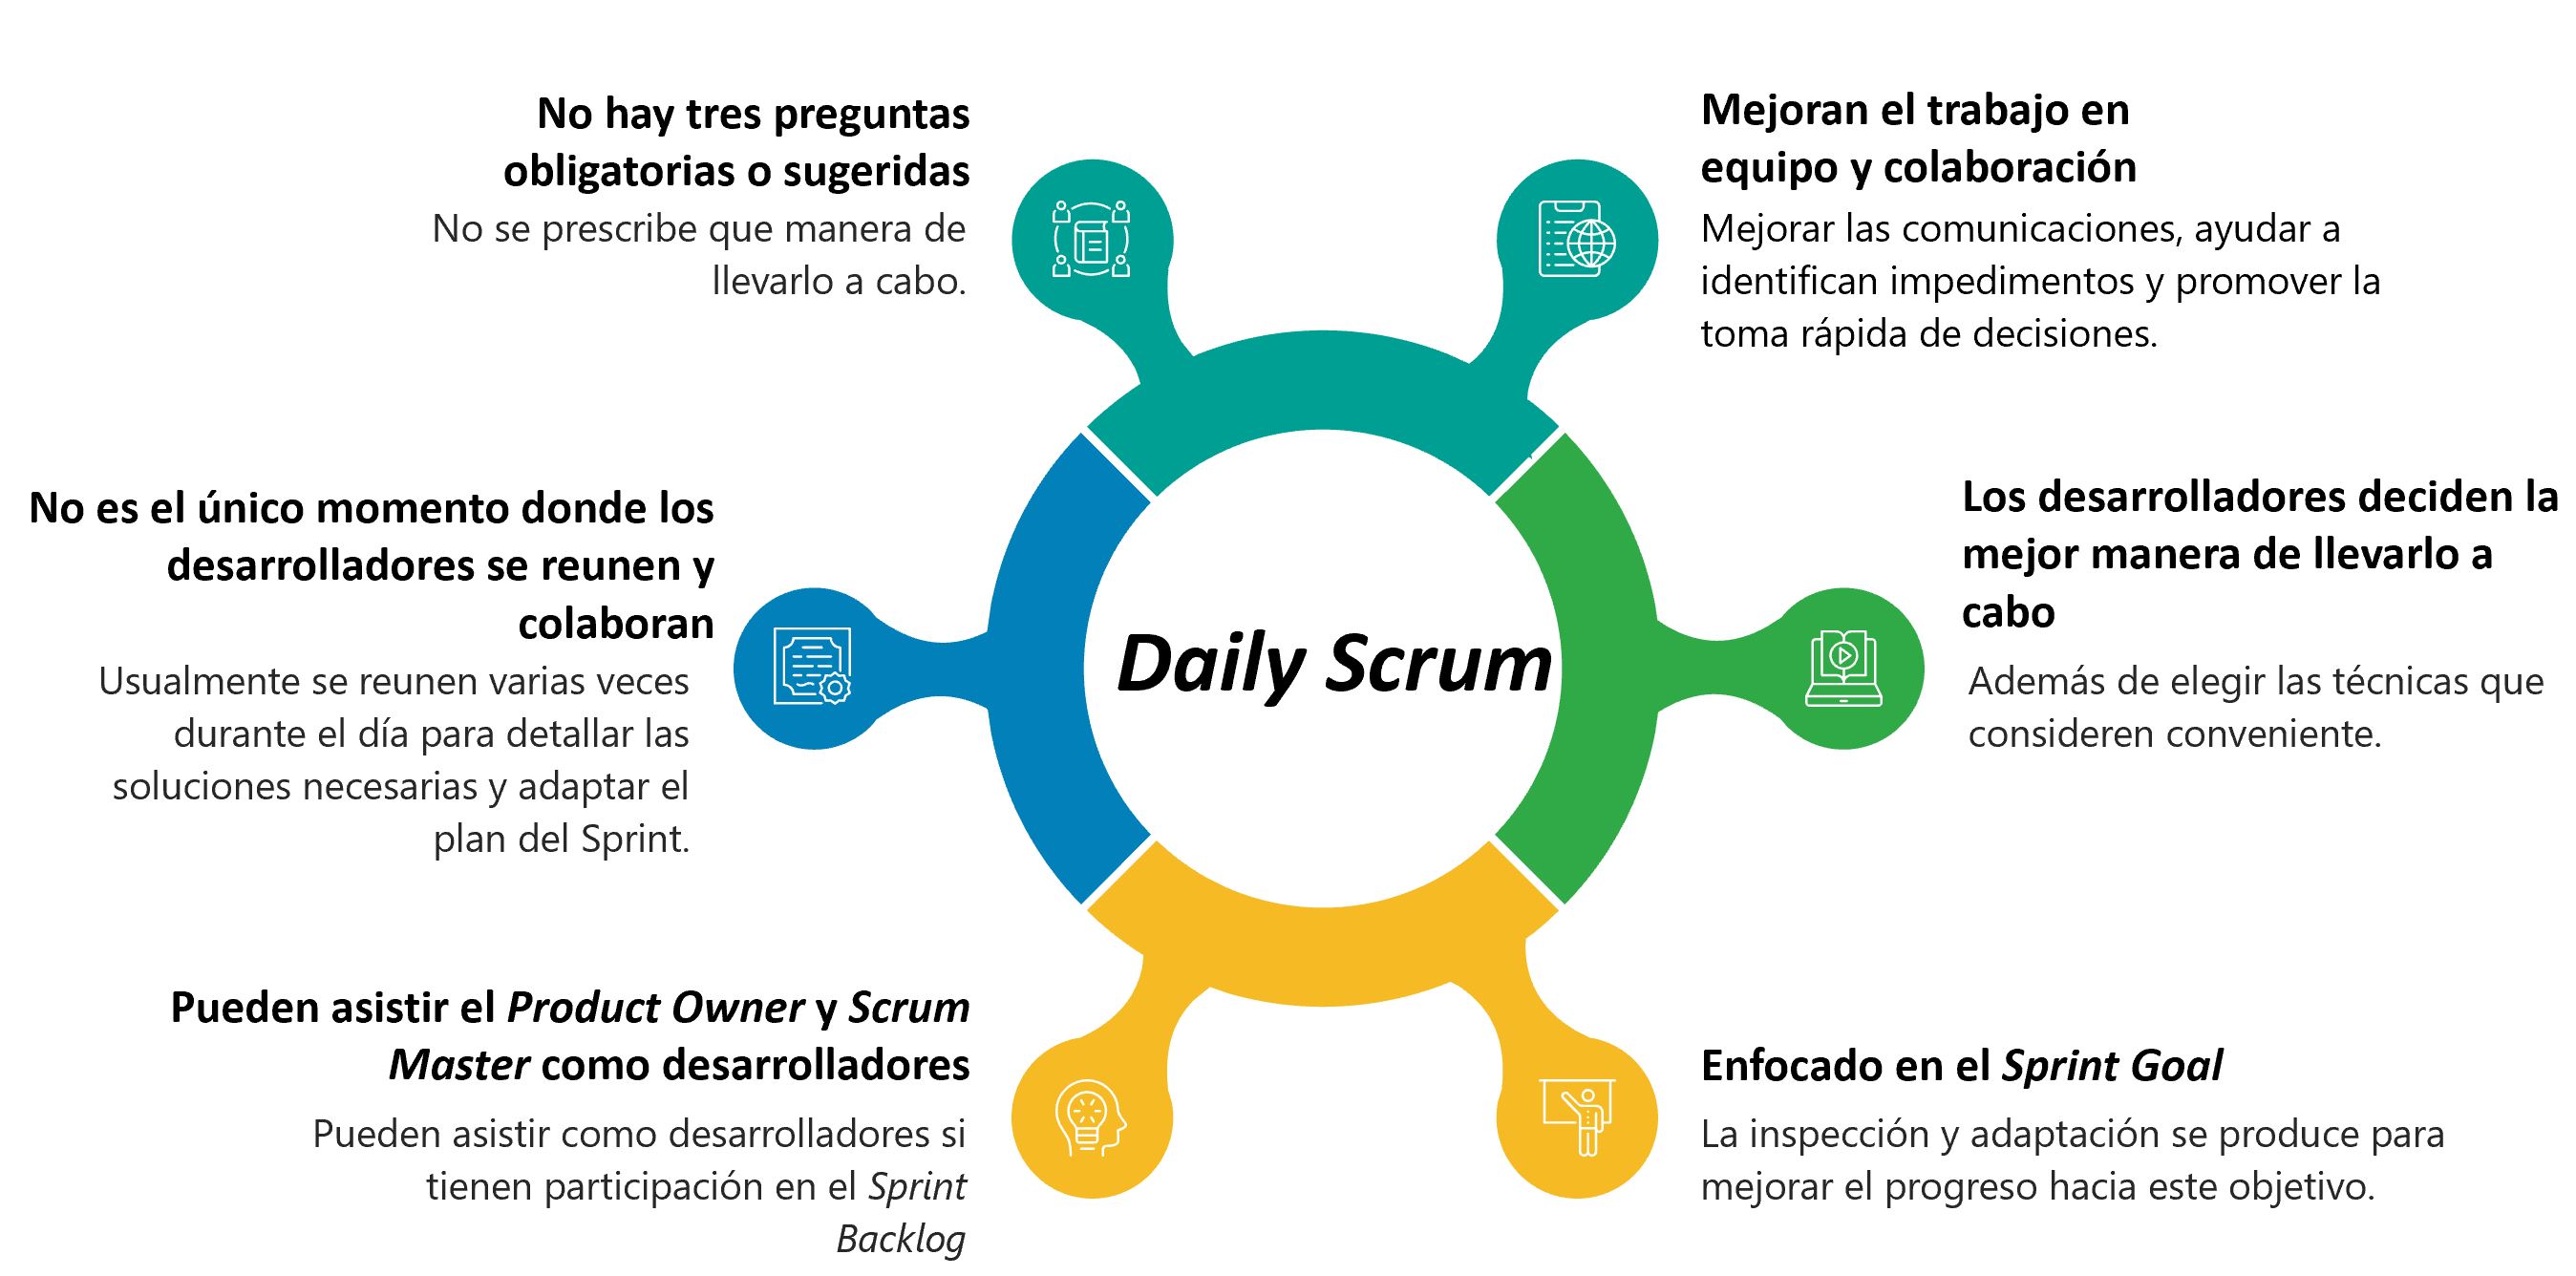 No hay tres preguntas
obligatorias o sugeridas
No se prescribe que manera de
llevarlo a cabo.
Mejoran el trabajo en
equipo y colaboración
Mejorar las comunicaciones, ayudar a
identifican impedimentos y promover la
toma rápida de decisiones.
No es el único momento donde los
desarrolladores se reunen y
colaboran
Usualmente se reunen varias veces
durante el día para detallar las
soluciones necesarias y adaptar el
plan del Sprint.
Daily Scrum
Los desarrolladores deciden la
mejor manera de llevarlo a
cabo
Además de elegir las técnicas que
consideren conveniente.
Pueden asistir el Product Owner y Scrum
Master como desarrolladores
Pueden asistir como desarrolladores si
tienen participación en el Sprint
Backlog
Enfocado en el Sprint Goal
La inspección y adaptación se produce para
mejorar el progreso hacia este objetivo.